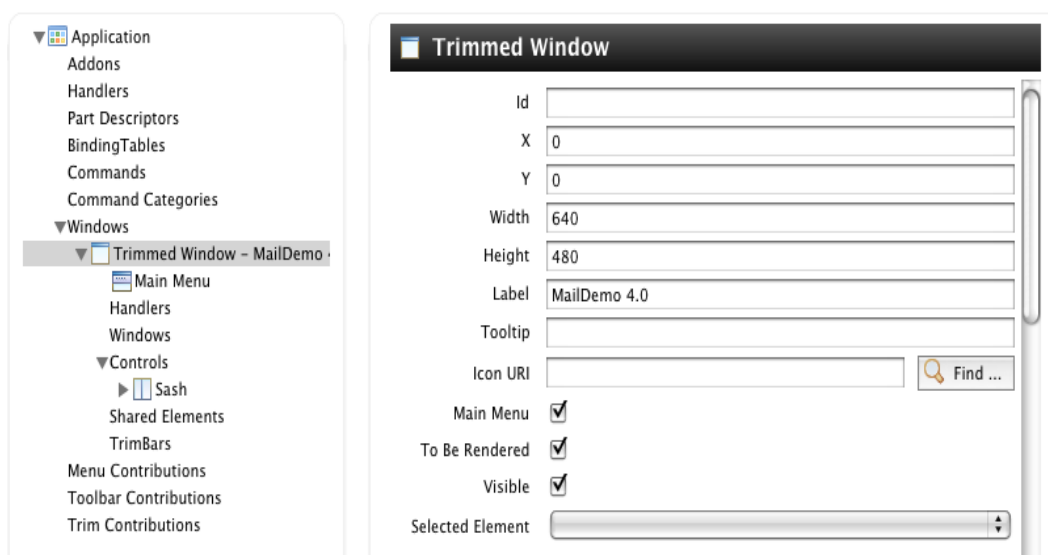 Application
Addons
Handlers
Part Descriptors
BindingTables
Commands
Command Categories
Windows
Trimmed Window - MailDemo
Main Menu
Handlers
Windows
Controls
Sash
Shared Elements
TrimBars
Menu Contributions
Toolbar Contributions
Trim Contributions
Trimmed Window
Id
X 0
Y 0
Width 640
Height 480
Label MailDemo 4.0
Tooltip
Icon URI Find ...
Main Menu
To Be Rendered
Visible
Selected Element